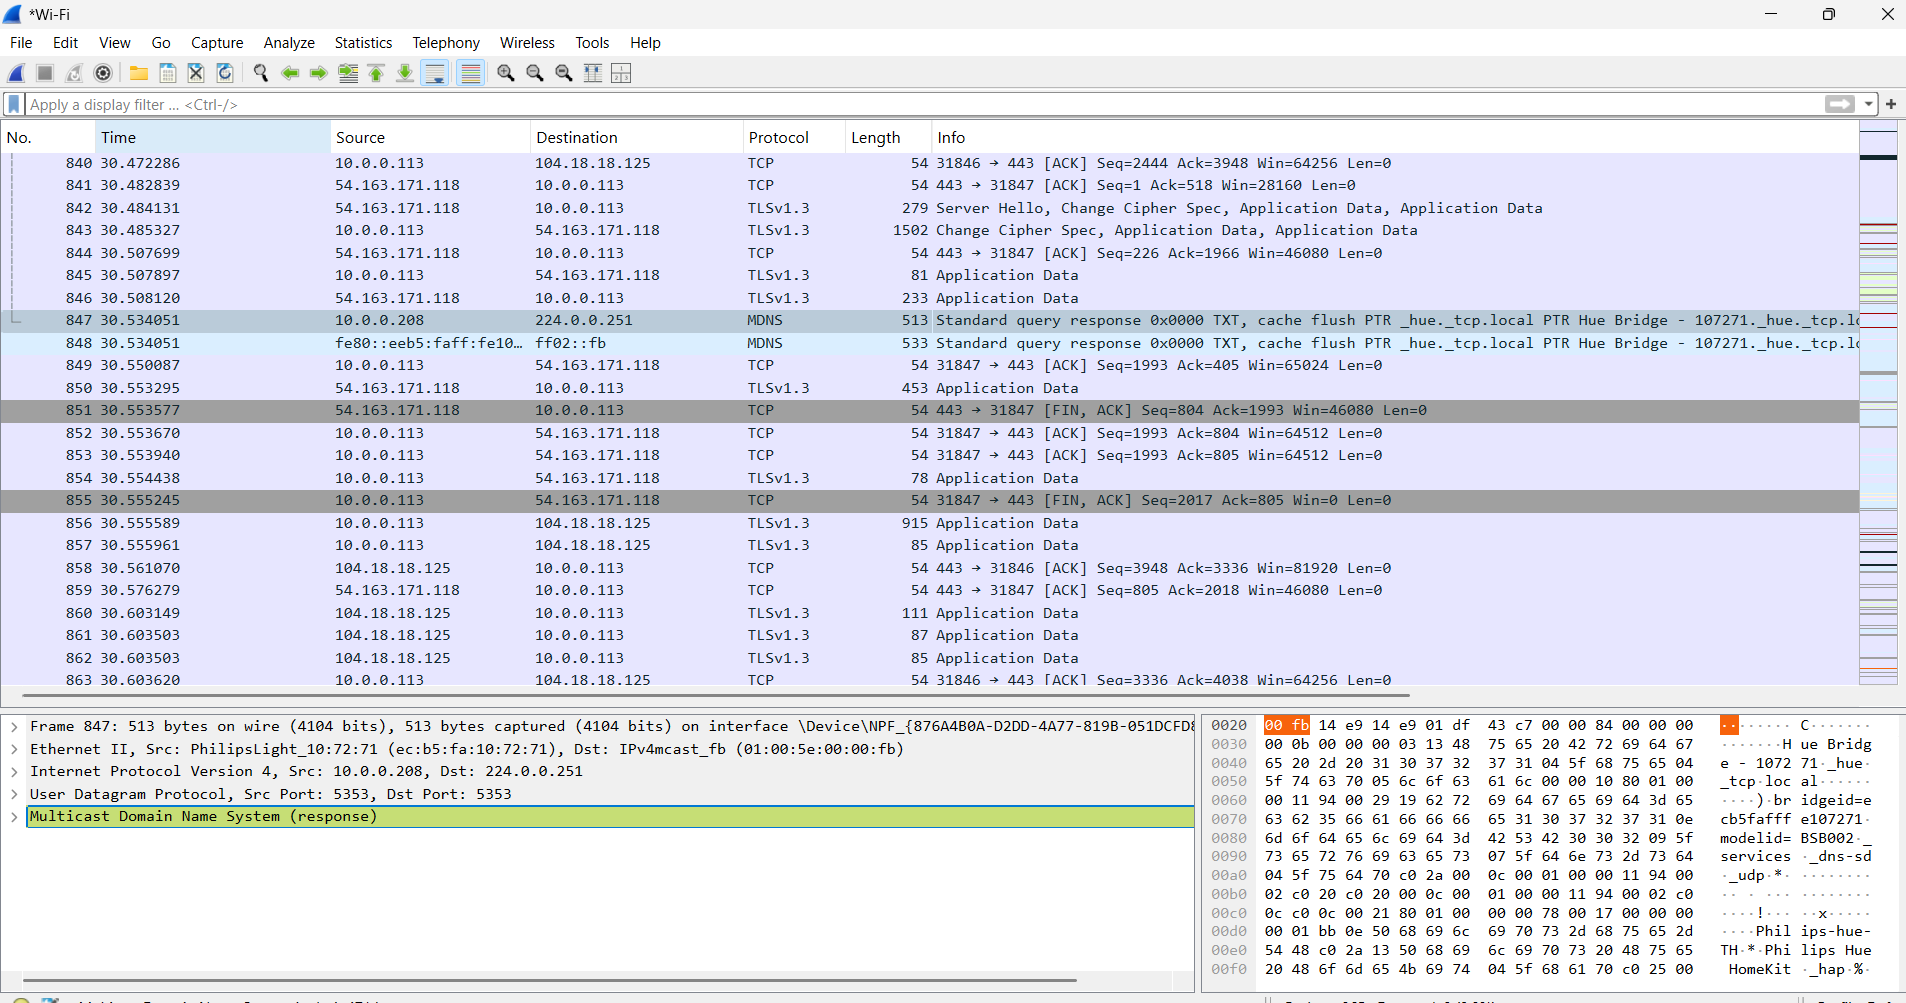 *Wi-Fi
File Edit View Go Capture Analyze Statistics Telephony Wireless Tools Help
Apply a display filter ... <Ctrl-/>
No. Time Source Destination Protocol Length Info
840 30.472286 10.0.0.113 104.18.18.125 TCP 54 31846 → 443 [ACK] Seq=2444 Ack=3948 Win=64256 Len=0
841 30.482839 54.163.171.118 10.0.0.113 TCP 54 443 → 31847 [ACK] Seq=1 Ack=518 Win=28160 Len=0
842 30.484131 54.163.171.118 10.0.0.113 TLSv1.3 279 Server Hello, Change Cipher Spec, Application Data, Application Data
843 30.485327 10.0.0.113 54.163.171.118 TLSv1.3 1502 Change Cipher Spec, Application Data, Application Data
844 30.507699 54.163.171.118 10.0.0.113 TCP 54 443 → 31847 [ACK] Seq=226 Ack=1966 Win=46080 Len=0
845 30.507897 10.0.0.113 54.163.171.118 TLSv1.3 81 Application Data
846 30.508120 54.163.171.118 10.0.0.113 TLSv1.3 233 Application Data
847 30.534051 10.0.0.208 224.0.0.251 MDNS 513 Standard query response 0x0000 TXT, cache flush PTR _hue._tcp.local PTR Hue Bridge - 107271._hue._tcp.l
848 30.534051 fe80::eeb5:faff:fe10… ff02::fb MDNS 533 Standard query response 0x0000 TXT, cache flush PTR _hue._tcp.local PTR Hue Bridge - 107271._hue._tcp.l
849 30.550087 10.0.0.113 54.163.171.118 TCP 54 31847 → 443 [ACK] Seq=1993 Ack=405 Win=65024 Len=0
850 30.553295 54.163.171.118 10.0.0.113 TLSv1.3 453 Application Data
851 30.553577 54.163.171.118 10.0.0.113 TCP 54 443 → 31847 [FIN, ACK] Seq=804 Ack=1993 Win=46080 Len=0
852 30.553670 10.0.0.113 54.163.171.118 TCP 54 31847 → 443 [ACK] Seq=1993 Ack=804 Win=64512 Len=0
853 30.553940 10.0.0.113 54.163.171.118 TCP 54 31847 → 443 [ACK] Seq=1993 Ack=805 Win=64512 Len=0
854 30.554438 10.0.0.113 54.163.171.118 TLSv1.3 78 Application Data
855 30.555245 10.0.0.113 54.163.171.118 TCP 54 31847 → 443 [FIN, ACK] Seq=2017 Ack=805 Win=0 Len=0
856 30.555589 10.0.0.113 104.18.18.125 TLSv1.3 915 Application Data
857 30.555961 10.0.0.113 104.18.18.125 TLSv1.3 85 Application Data
858 30.561070 104.18.18.125 10.0.0.113 TCP 54 443 → 31846 [ACK] Seq=3948 Ack=3336 Win=81920 Len=0
859 30.576279 54.163.171.118 10.0.0.113 TCP 54 443 → 31847 [ACK] Seq=805 Ack=2018 Win=46080 Len=0
860 30.603149 104.18.18.125 10.0.0.113 TLSv1.3 111 Application Data
861 30.603503 104.18.18.125 10.0.0.113 TLSv1.3 87 Application Data
862 30.603503 104.18.18.125 10.0.0.113 TLSv1.3 85 Application Data
863 30.603620 10.0.0.113 104.18.18.125 TCP 54 31846 → 443 [ACK] Seq=3336 Ack=4038 Win=64256 Len=0
Frame 847: 513 bytes on wire (4104 bits), 513 bytes captured (4104 bits) on interface \Device\NPF_{876A4B0A-D2DD-4A77-819B-051DCFD
Ethernet II, Src: PhilipsLight_10:72:71 (ec:b5:fa:10:72:71), Dst: IPv4mcast_fb (01:00:5e:00:00:fb)
Internet Protocol Version 4, Src: 10.0.0.208, Dst: 224.0.0.251
User Datagram Protocol, Src Port: 5353, Dst Port: 5353
Multicast Domain Name System (response)
0020 00 fb 14 e9 14 e9 01 df 43 c7 00 00 84 00 00 00 ········ C·······
0030 00 0b 00 00 00 03 13 48 75 65 20 42 72 69 64 67 ·······H ue Bridg
0040 65 20 2d 20 31 30 37 32 37 31 04 5f 68 75 65 04 e - 1072 71·_hue·
0050 5f 74 63 70 05 6c 6f 63 61 6c 00 00 10 80 01 00 _tcp·loc al······
0060 00 11 94 00 29 19 62 72 69 64 67 65 69 64 3d 65 ····)·br idgeid=e
0070 63 62 35 66 61 66 66 66 65 31 30 37 32 37 31 0e cb5fafff e107271·
0080 6d 6f 64 65 6c 69 64 3d 42 53 42 30 30 32 09 5f modelid= BSB002·_
0090 73 65 72 76 69 63 65 73 07 5f 64 6e 73 2d 73 64 services ·_dns-sd
00a0 04 5f 75 64 70 c0 2a 00 0c 00 01 00 00 11 94 00 ·_udp·*· ········
00b0 02 c0 20 c0 20 00 0c 00 01 00 00 11 94 00 02 c0 ·· · ··· ········
00c0 0c c0 0c 00 21 80 01 00 00 00 78 00 17 00 00 00 ····!··· ··x·····
00d0 00 01 bb 0e 50 68 69 6c 69 70 73 2d 68 75 65 2d ····Phil ips-hue-
00e0 54 48 c0 2a 13 50 68 69 6c 69 70 73 20 48 75 65 TH·*·Phi lips Hue
00f0 20 48 6f 6d 65 4b 69 74 04 5f 68 61 70 c0 25 00 HomeKit ·_hap·%·